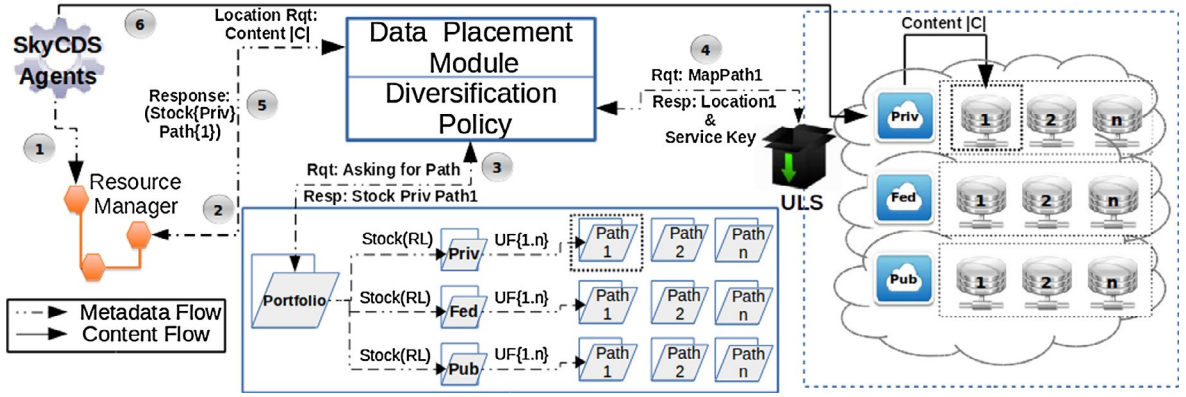 6
SkyCDS
Agents
Location Rqt:
Content |C|
Data Placement
Module
Diversification
Policy
4
Rqt: MapPath1
Resp: Location1
&
Service Key
ULS
Response:
(Stock{Priv}
Path{1})
5
1
Resource
Manager
2
3
Rqt: Asking for Path
Resp: Stock Priv Path1
Portfolio
Stock(RL)
Priv
UF{1.n}
Path
1
Path
2
Path
n
Stock(RL)
Fed
UF{1.n}
Path
1
Path
2
Path
n
Stock(RL)
Pub
UF{1.n}
Path
1
Path
2
Path
n
Metadata Flow
Content Flow
Content |C|
Priv
1
2
n
Fed
1
2
n
Pub
1
2
n